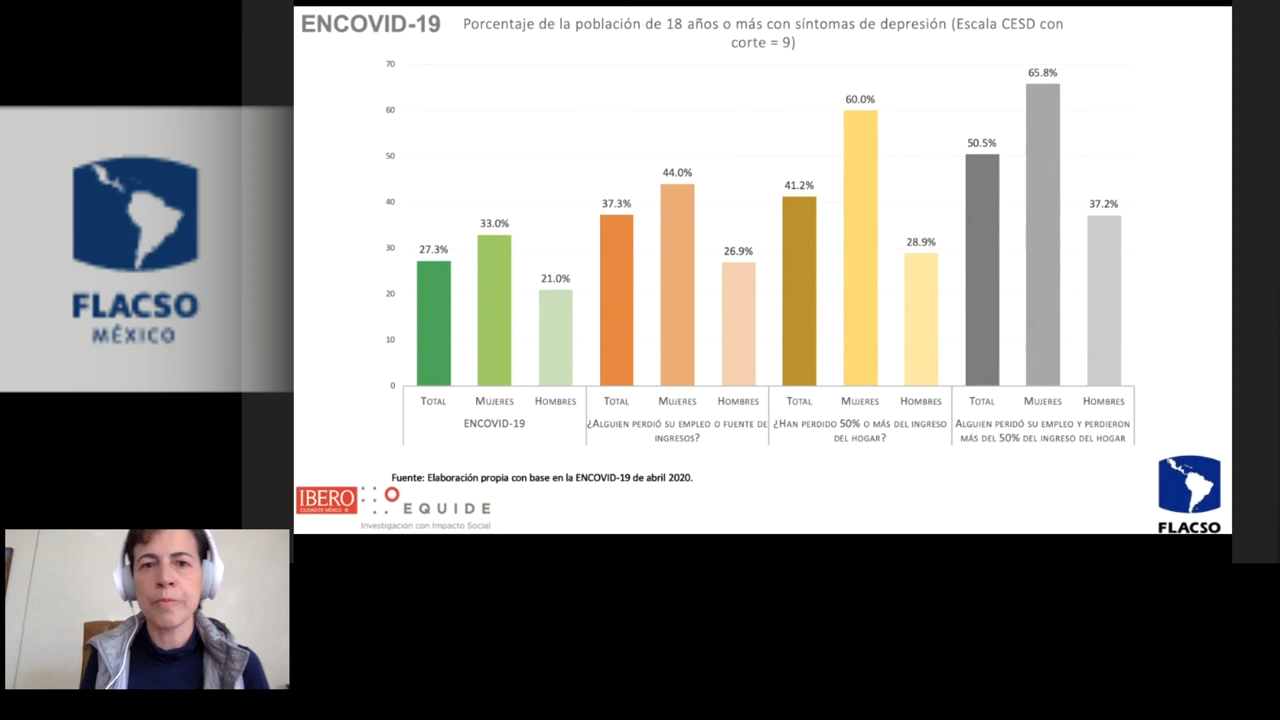 ENCOVID-19
Porcentaje de la población de 18 años o más con síntomas de depresión (Escala CESD con
corte = 9)
70
60
50
40
30
20
10
0
27.3%
33.0%
21.0%
37.3%
44.0%
26.9%
41.2%
60.0%
28.9%
50.5%
65.8%
37.2%
TOTAL
MUJERES
HOMBRES
TOTAL
MUJERES
HOMBRES
TOTAL
MUJERES
HOMBRES
TOTAL
MUJERES
HOMBRES
ENCOVID-19
¿ALGUIEN PERDIÓ SU EMPLEO O FUENTE DE
INGRESOS?
¿HAN PERDIDO 50% O MÁS DEL INGRESO
DEL HOGAR?
ALGUIEN PERIDÓ SU EMPLEO Y PERDIERON
MÁS DEL 50% DEL INGRESO DEL HOGAR
Fuente: Elaboración propia con base en la ENCOVID-19 de abril 2020.
IBERO
CIUDAD DE MÉXICO
EQUIDE
Investigación con Impacto Social
FLACSO
FLACSO
MÉXICO